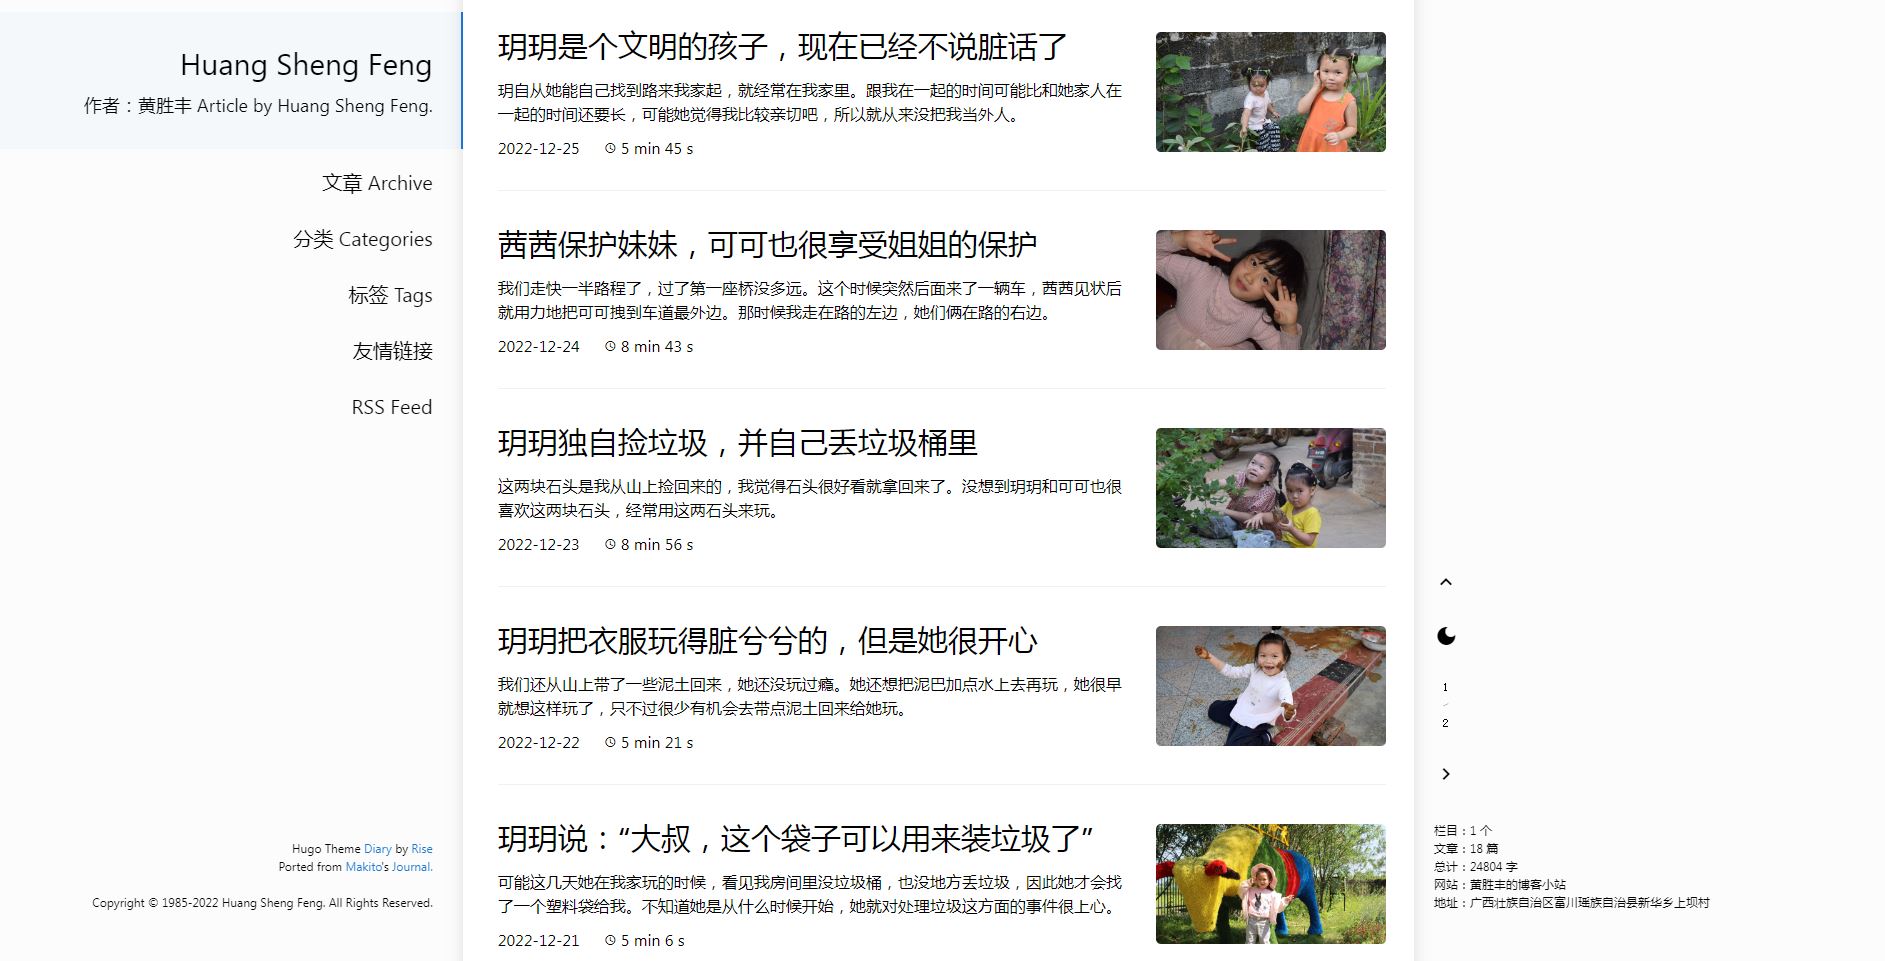 Huang Sheng Feng
作者：黄胜丰 Article by Huang Sheng Feng.
文章 Archive
分类 Categories
标签 Tags
友情链接
RSS Feed
Hugo Theme Diary by Rise
Ported from Makito's Journal.
Copyright © 1985-2022 Huang Sheng Feng. All Rights Reserved.
玥玥是个文明的孩子，现在已经不说脏话了
玥自从她能自己找到路来我家起，就经常在我家里。跟我在一起的时间可能比和她家人在
一起的时间还要长，可能她觉得我比较亲切吧，所以就从来没把我当外人。
2022-12-25 5 min 45 s
茜茜保护妹妹，可可也很享受姐姐的保护
我们走快一半路程了，过了第一座桥没多远。这个时候突然后面来了一辆车，茜茜见状后
就用力地把可可拽到车道最外边。那时候我走在路的左边，她们俩在路的右边。
2022-12-24 8 min 43 s
玥玥独自捡垃圾，并自己丢垃圾桶里
这两块石头是我从山上捡回来的，我觉得石头很好看就拿回来了。没想到玥玥和可可也很
喜欢这两块石头，经常用这两石头来玩。
2022-12-23 8 min 56 s
玥玥把衣服玩得脏兮兮的，但是她很开心
我们还从山上带了一些泥土回来，她还没玩过瘾。她还想把泥巴加点水上去再玩，她很早
就想这样玩了，只不过很少有机会去带点泥土回来给她玩。
2022-12-22 5 min 21 s
玥玥说：“大叔，这个袋子可以用来装垃圾了”
可能这几天她在我家玩的时候，看见我房间里没垃圾桶，也没地方丢垃圾，因此她才会找
了一个塑料袋给我。不知道她是从什么时候开始，她就对处理垃圾这方面的事件很上心。
2022-12-21 5 min 6 s
1
2
栏目：1 个
文章：18 篇
总计：24804 字
网站：黄胜丰的博客小站
地址：广西壮族自治区富川瑶族自治县新华乡上坝村